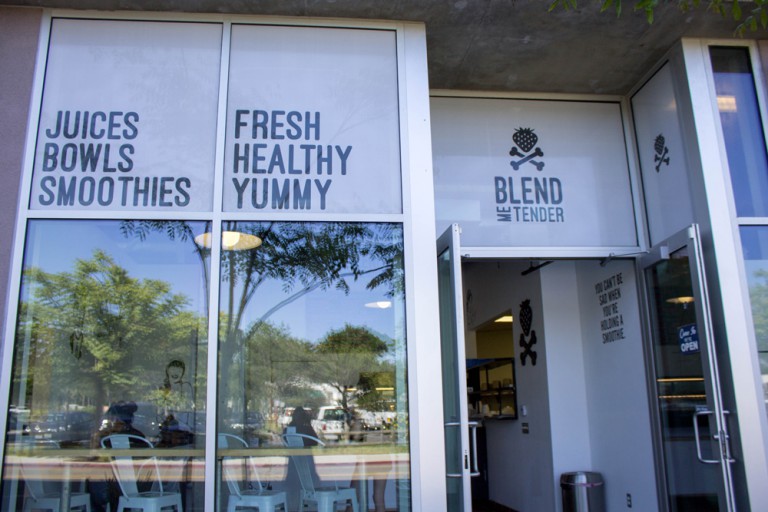 JUICES
BOWLS
SMOOTHIES
FRESH
HEALTHY
YUMMY
BLEND
ME TENDER
YOU CAN'T BE
SAD WHEN
YOU'RE
HOLDING A
SMOOTHIE.
OPEN